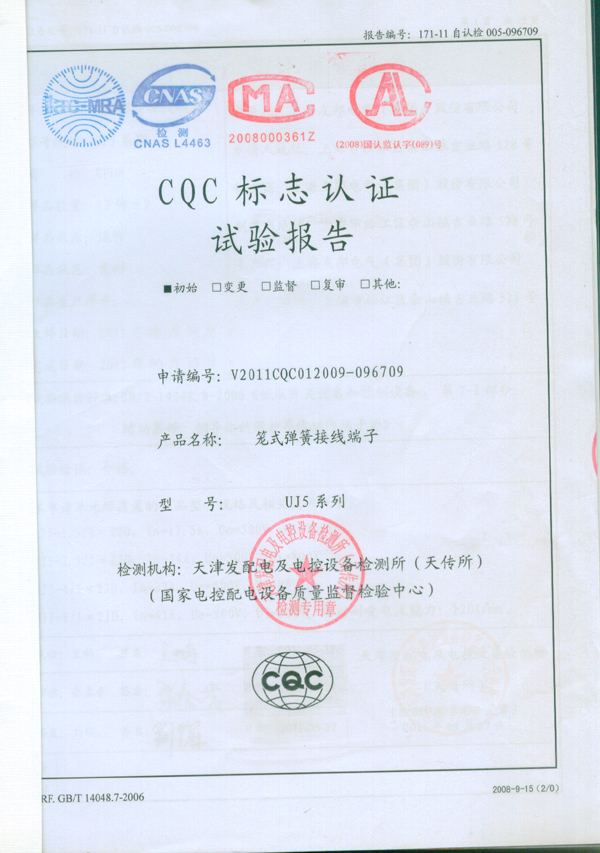 报告编号: 171-11 自认检 005-096709
ILAC-MRA
CNAS
检 测
CNAS L4463
MA
2008000361Z
CAL
(2008)国认监认字(089)号
CQC 标志认证
试验报告
■初始 □变更 □监督 □复审 □其他:
申请编号: V2011CQC012009-096709
产品名称: 笼式弹簧接线端子
型 号: UJ5 系列
检测机构: 天津发配电及电控设备检测所（天传所）
（国家电控配电设备质量监督检验中心）
检测专用章
CQC
RF. GB/T 14048.7-2006
2008-9-15 (2/0)